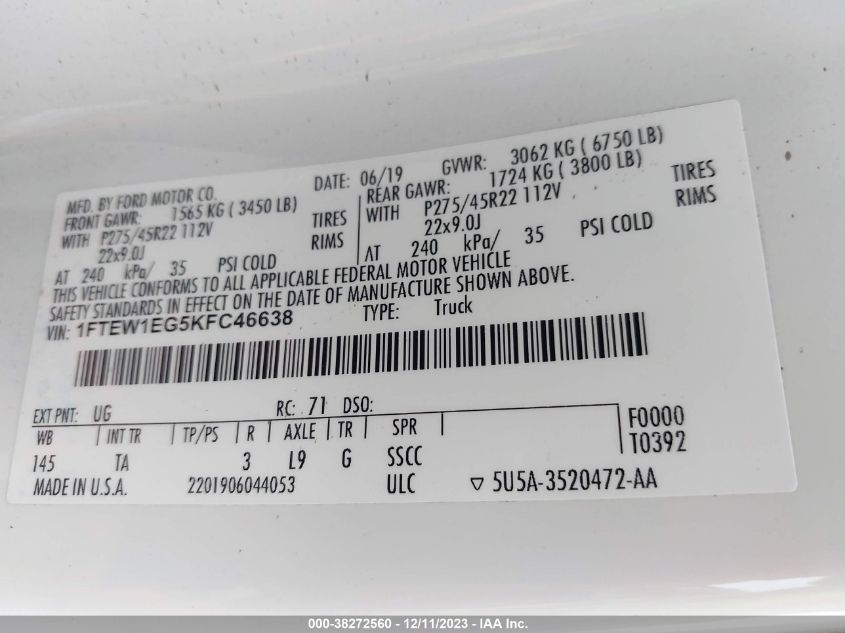 MFD. BY FORD MOTOR CO. DATE: 06/19 GVWR: 3062 KG ( 6750 LB)
FRONT GAWR: 1565 KG ( 3450 LB) REAR GAWR: 1724 KG ( 3800 LB)
WITH P275/45R22 112V TIRES WITH P275/45R22 112V TIRES
22x9.0J RIMS 22x9.0J RIMS
AT 240 kPa/ 35 PSI COLD AT 240 kPa/ 35 PSI COLD
THIS VEHICLE CONFORMS TO ALL APPLICABLE FEDERAL MOTOR VEHICLE
SAFETY STANDARDS IN EFFECT ON THE DATE OF MANUFACTURE SHOWN ABOVE.
VIN: 1FTEW1EG5KFC46638 TYPE: Truck
EXT PNT: UG RC: 71 DSO:
WB INT TR TP/PS R AXLE TR SPR F0000
145 TA 3 L9 G SSCC T0392
MADE IN U.S.A. 2201906044053 ULC ▽ 5U5A-3520472-AA
000-38272560 - 12/11/2023 - IAA Inc.